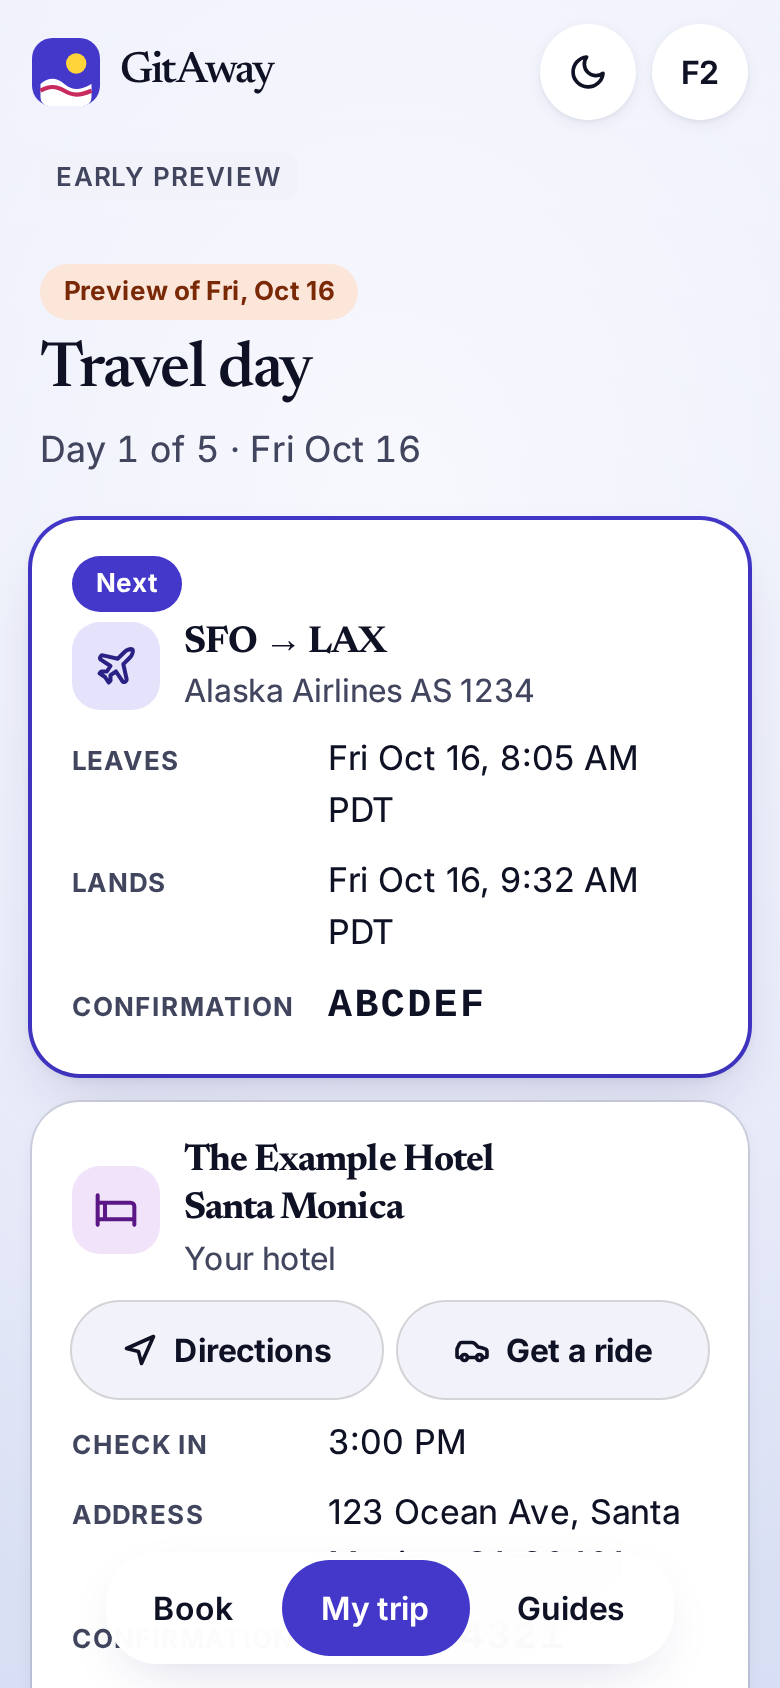 GitAway
F2
EARLY PREVIEW
Preview of Fri, Oct 16
Travel day
Day 1 of 5 · Fri Oct 16
Next
SFO → LAX
Alaska Airlines AS 1234
LEAVES Fri Oct 16, 8:05 AM
PDT
LANDS Fri Oct 16, 9:32 AM
PDT
CONFIRMATION ABCDEF
The Example Hotel
Santa Monica
Your hotel
Directions Get a ride
CHECK IN 3:00 PM
ADDRESS 123 Ocean Ave, Santa
CONFIRMATION
Book My trip Guides